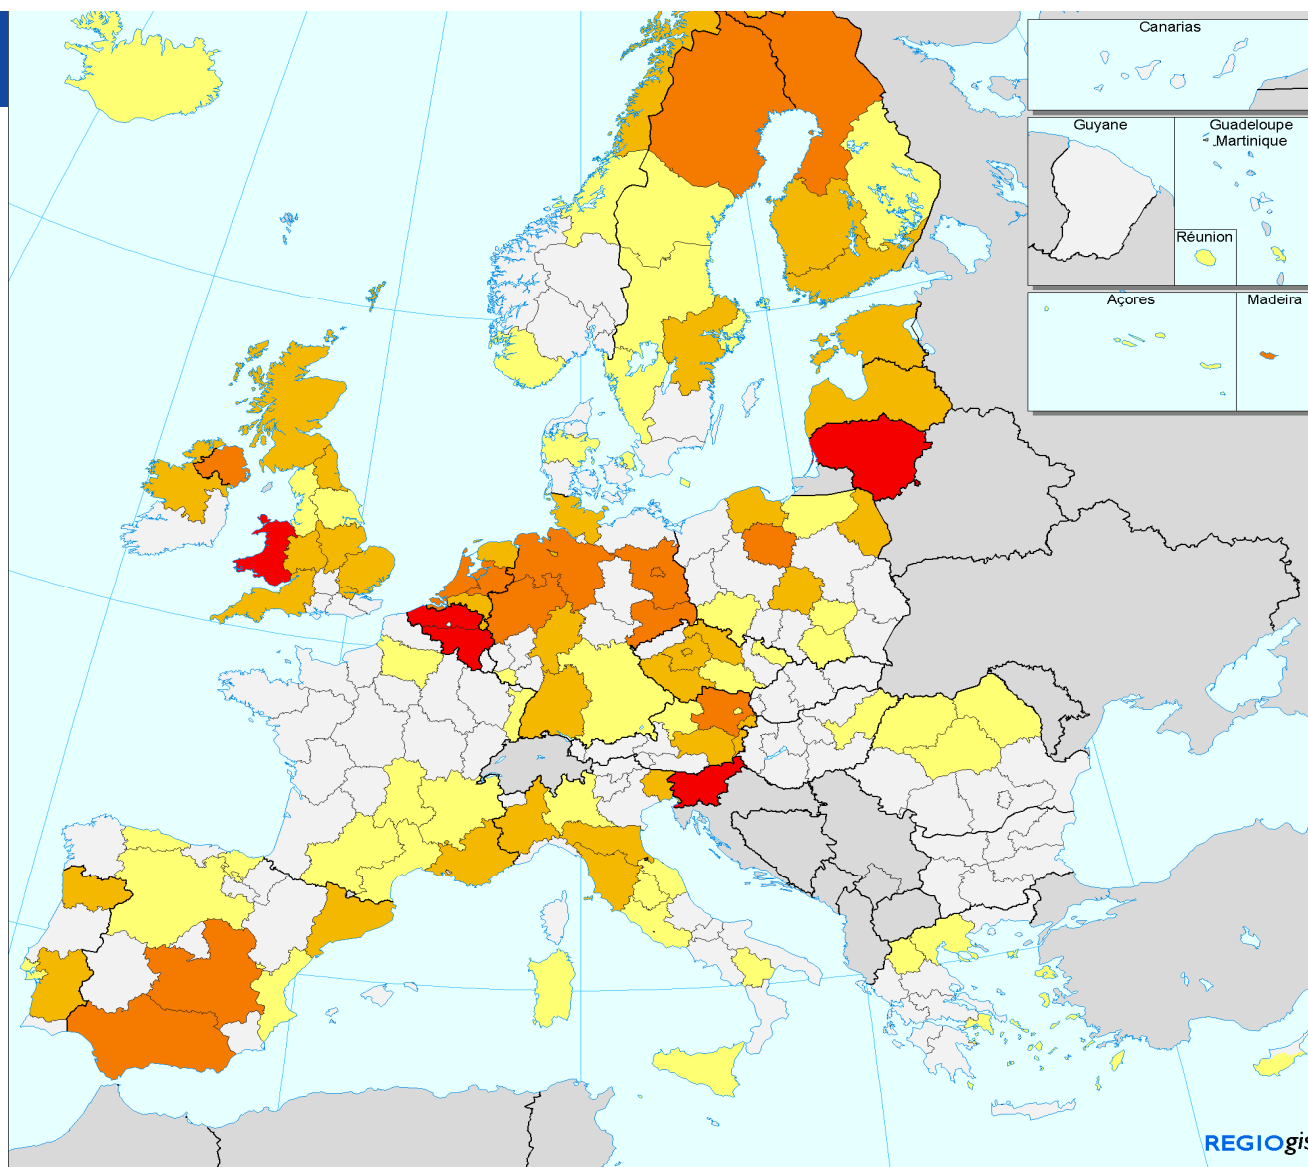 Canarias
Guyane
Guadeloupe
Martinique
Réunion
Açores
Madeira
REGIOgis